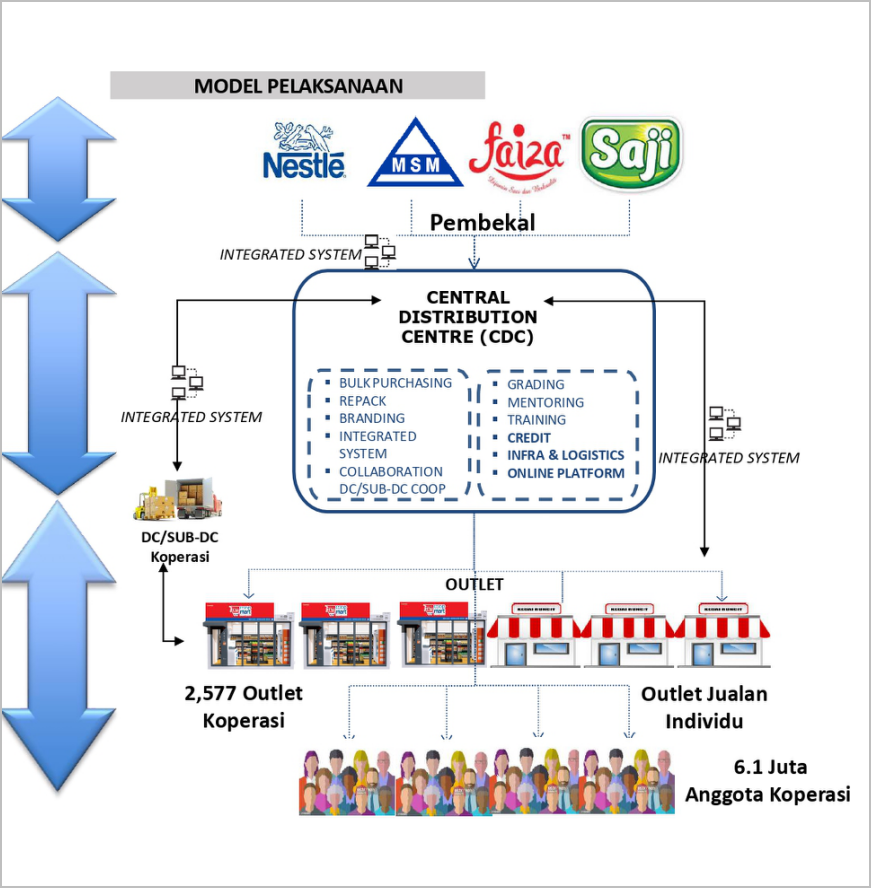 MODEL PELAKSANAAN
Nestlé
MSM
faiza™
Saji
Pembekal
INTEGRATED SYSTEM
CENTRAL
DISTRIBUTION
CENTRE (CDC)
▪ BULK PURCHASING
▪ REPACK
▪ BRANDING
▪ INTEGRATED
SYSTEM
▪ COLLABORATION
DC/SUB-DC COOP
▪ GRADING
▪ MENTORING
▪ TRAINING
▪ CREDIT
▪ INFRA & LOGISTICS
▪ ONLINE PLATFORM
INTEGRATED SYSTEM
INTEGRATED SYSTEM
DC/SUB-DC
Koperasi
OUTLET
2,577 Outlet
Koperasi
Outlet Jualan
Individu
6.1 Juta
Anggota Koperasi